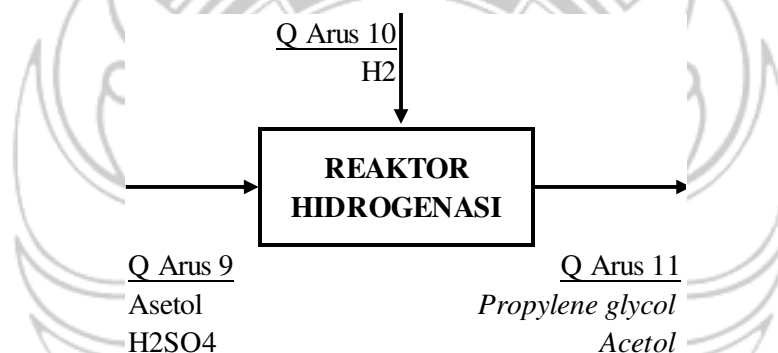 Q Arus 10
H2
REAKTOR
HIDROGENASI
Q Arus 9
Asetol
H2SO4
Q Arus 11
Propylene glycol
Acetol